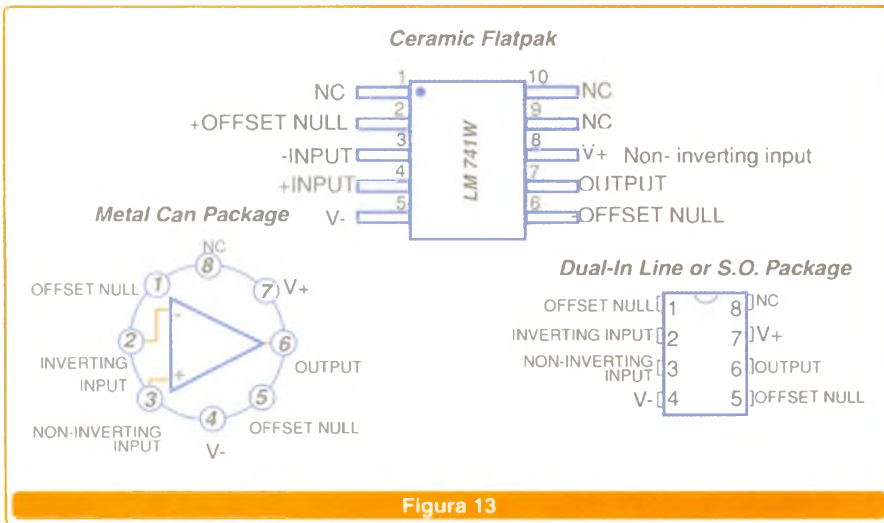 Ceramic Flatpak
NC 1
+OFFSET NULL 2
-INPUT 3
+INPUT 4
V- 5
LM 741W
10 NC
9 NC
8 V+ Non- inverting input
7 OUTPUT
6 OFFSET NULL
Metal Can Package
NC
8
OFFSET NULL 1
7 V+
2
-
6
INVERTING
INPUT
OUTPUT
+
3
5
NON-INVERTING
INPUT
4
V-
OFFSET NULL
Dual-In Line or S.O. Package
OFFSET NULL 1 8 NC
INVERTING INPUT 2 7 V+
NON-INVERTING
INPUT 3 6 OUTPUT
V- 4 5 OFFSET NULL
Figura 13